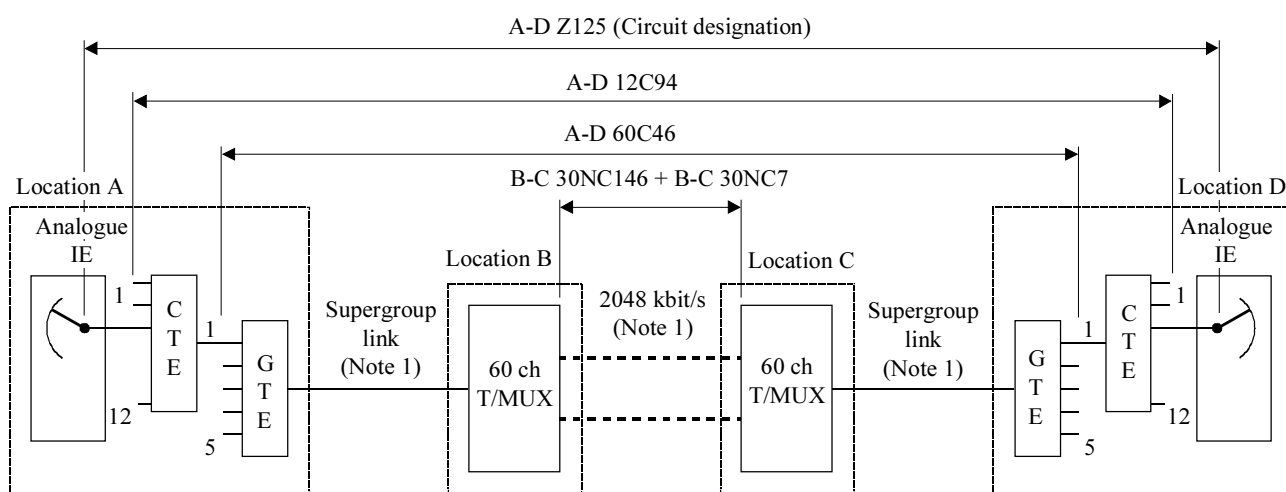 A-D Z125 (Circuit designation)
A-D 12C94
A-D 60C46
B-C 30NC146 + B-C 30NC7
Location A
Location D
Analogue
IE
Analogue
IE
Location B
Location C
1
C
T
E
12
1
G
T
E
5
Supergroup
link
(Note 1)
60 ch
T/MUX
2048 kbit/s
(Note 1)
60 ch
T/MUX
Supergroup
link
(Note 1)
G
T
E
1
5
C
T
E
1
12